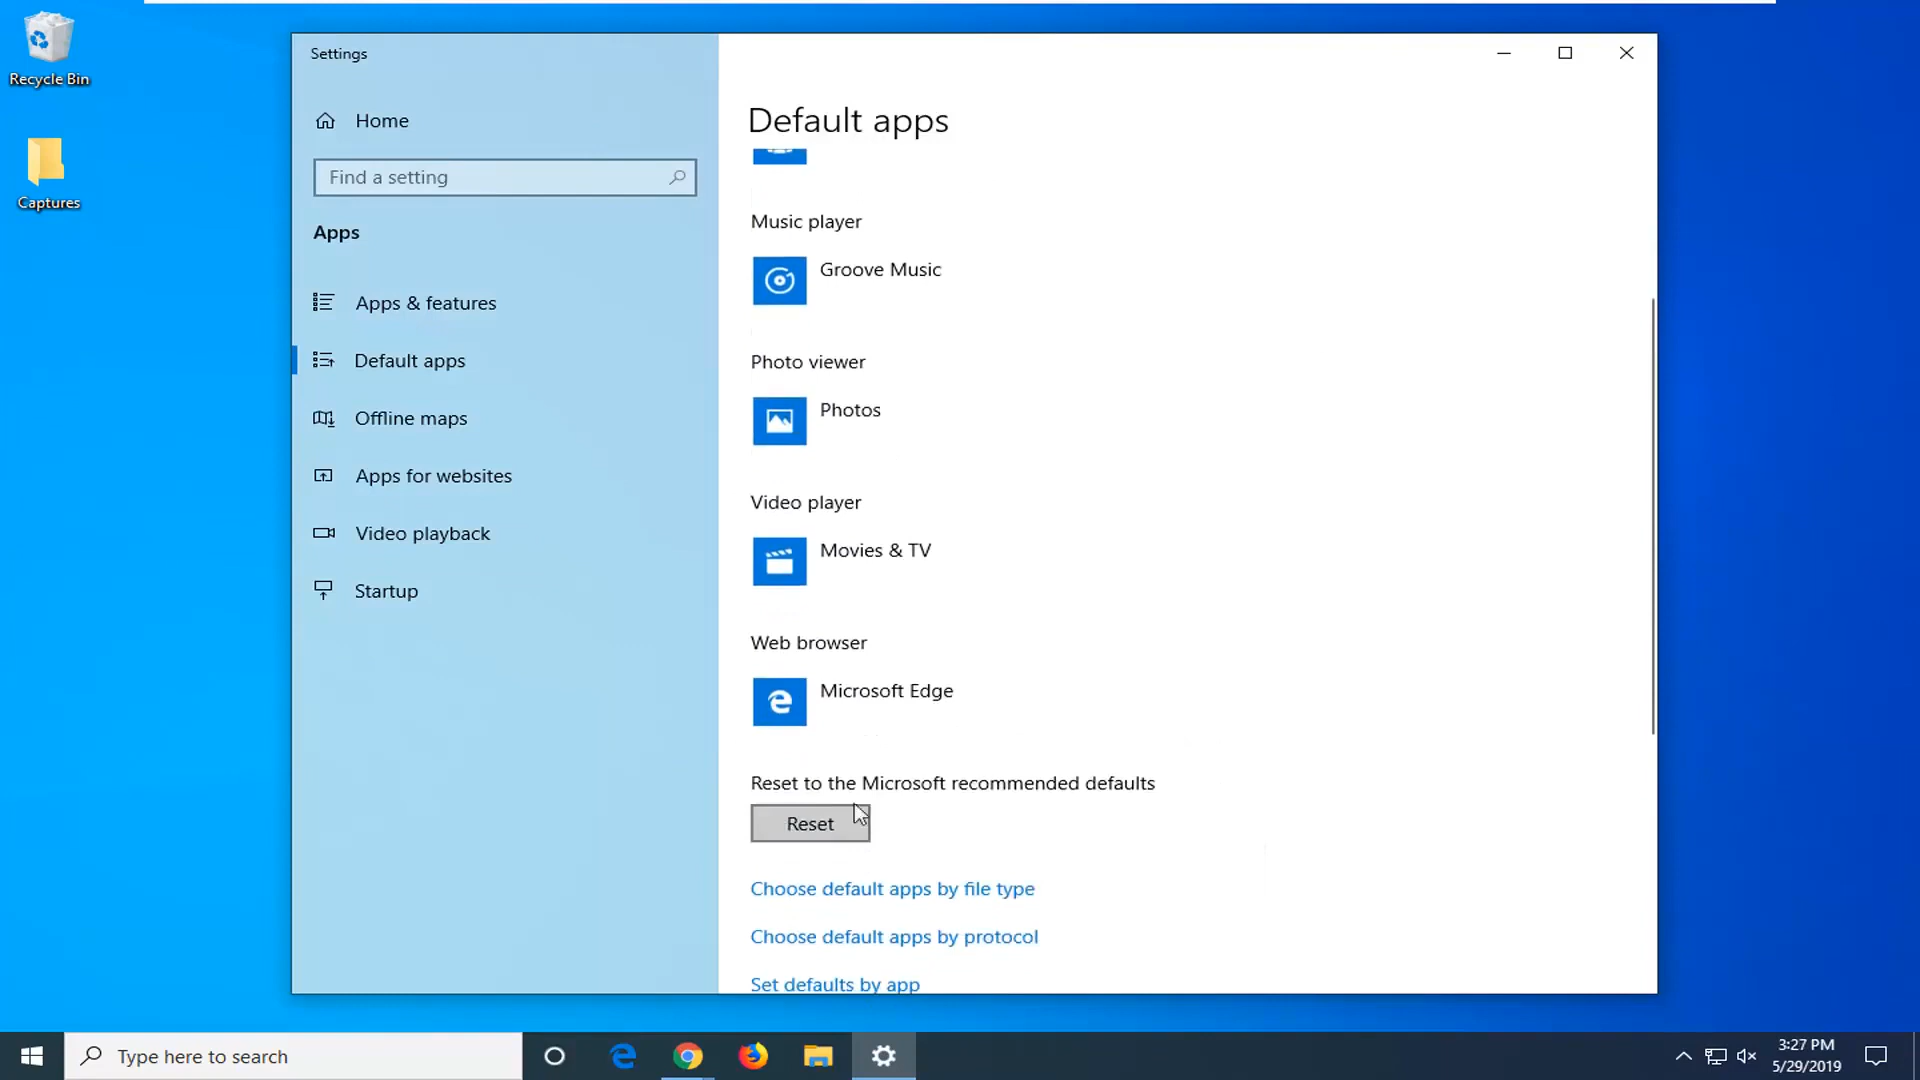 Recycle Bin
Captures
Settings
Home
Find a setting
Apps
Apps & features
Default apps
Offline maps
Apps for websites
Video playback
Startup
Default apps
Music player
Groove Music
Photo viewer
Photos
Video player
Movies & TV
Web browser
Microsoft Edge
Reset to the Microsoft recommended defaults
Reset
Choose default apps by file type
Choose default apps by protocol
Set defaults by app
Type here to search
3:27 PM
5/29/2019